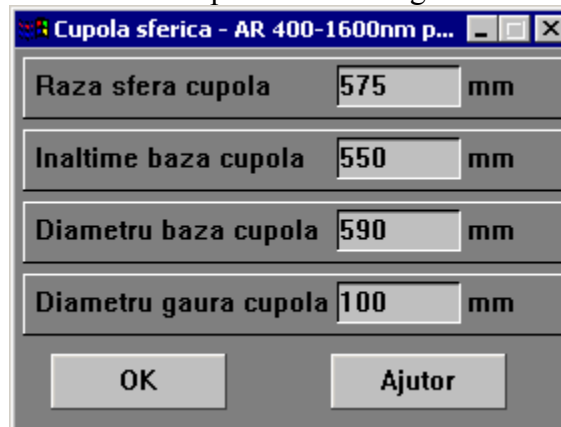 Cupola sferica - AR 400-1600nm p...
Raza sfera cupola 575 mm
Inaltime baza cupola 550 mm
Diametru baza cupola 590 mm
Diametru gaura cupola 100 mm
OK Ajutor